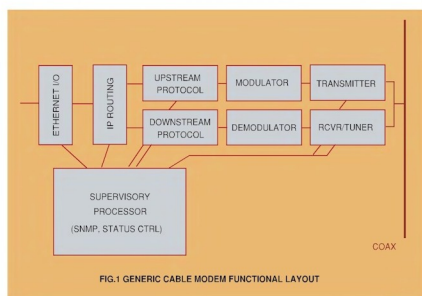 ETHERNET I/O
IP ROUTING
UPSTREAM
PROTOCOL
MODULATOR
TRANSMITTER
DOWNSTREAM
PROTOCOL
DEMODULATOR
RCVR/TUNER
SUPERVISORY
PROCESSOR
(SNMP, STATUS CTRL)
COAX
FIG.1 GENERIC CABLE MODEM FUNCTIONAL LAYOUT